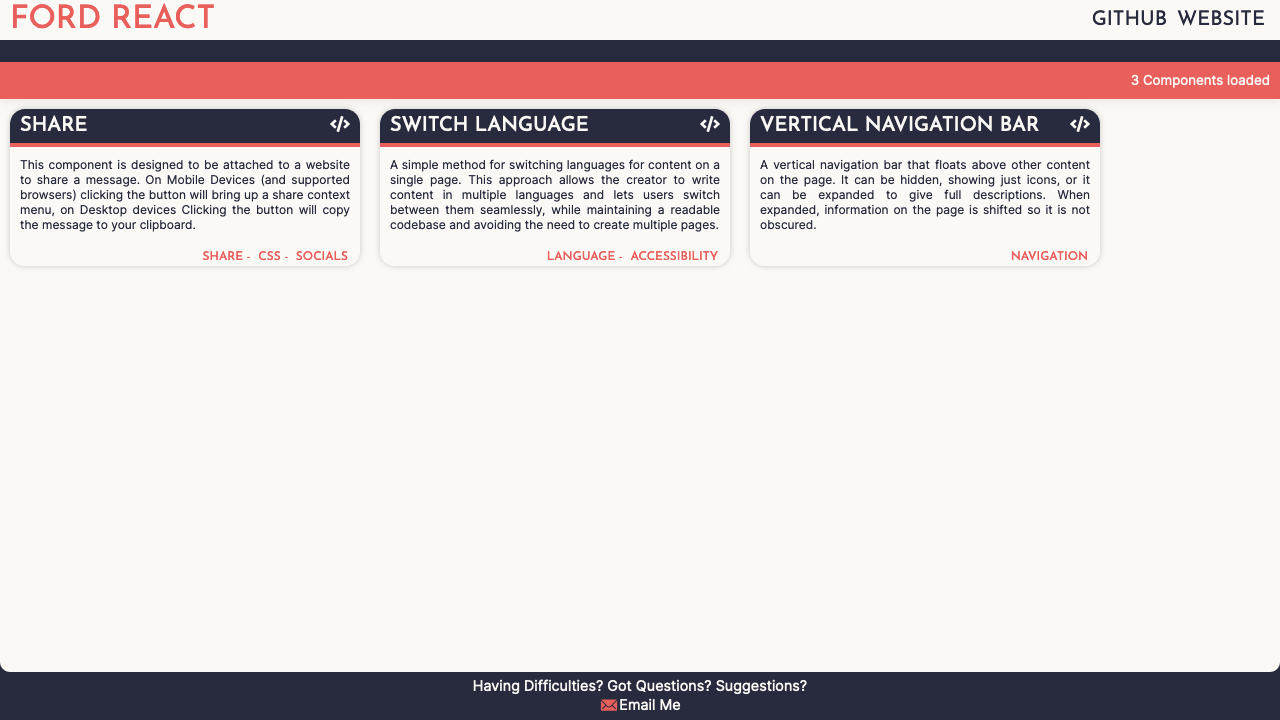 FORD REACT
GITHUB WEBSITE
3 Components loaded
SHARE
This component is designed to be attached to a website
to share a message. On Mobile Devices (and supported
browsers) clicking the button will bring up a share context
menu, on Desktop devices Clicking the button will copy
the message to your clipboard.
SHARE - CSS - SOCIALS
SWITCH LANGUAGE
A simple method for switching languages for content on a
single page. This approach allows the creator to write
content in multiple languages and lets users switch
between them seamlessly, while maintaining a readable
codebase and avoiding the need to create multiple pages.
LANGUAGE - ACCESSIBILITY
VERTICAL NAVIGATION BAR
A vertical navigation bar that floats above other content
on the page. It can be hidden, showing just icons, or it
can be expanded to give full descriptions. When
expanded, information on the page is shifted so it is not
obscured.
NAVIGATION
Having Difficulties? Got Questions? Suggestions?
Email Me